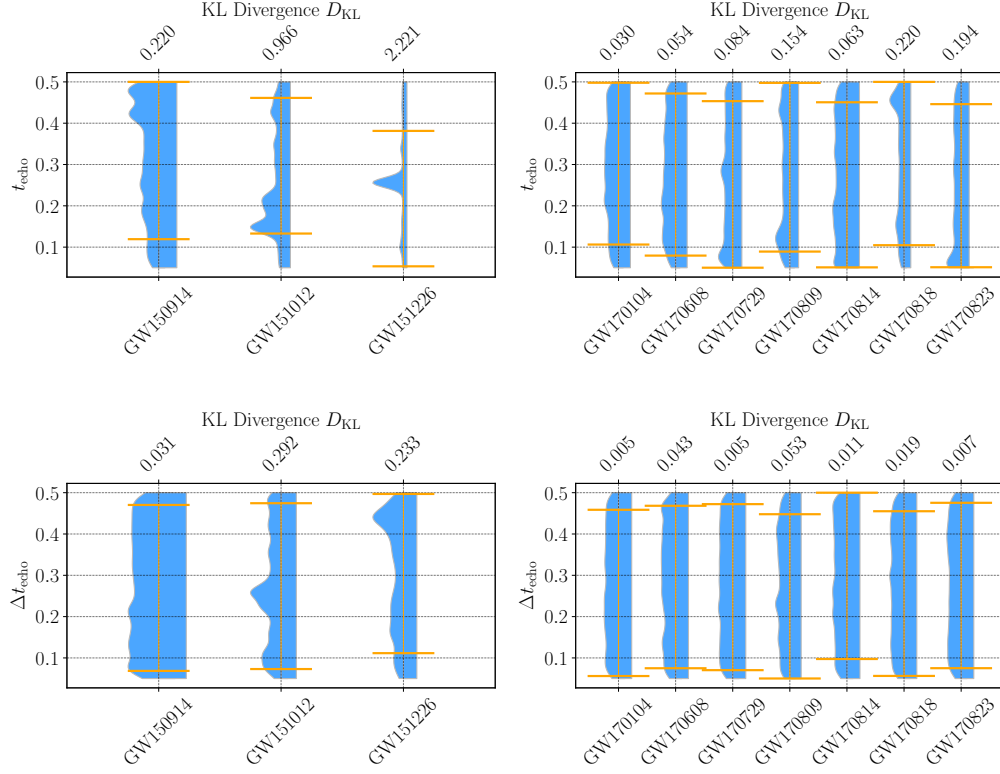 KL Divergence D_KL
0.220 0.966 2.221
0.5
0.4
0.3
0.2
0.1
t_echo
GW150914 GW151012 GW151226
KL Divergence D_KL
0.030 0.054 0.084 0.154 0.063 0.220 0.194
0.5
0.4
0.3
0.2
0.1
t_echo
GW170104 GW170608 GW170729 GW170809 GW170814 GW170818 GW170823
KL Divergence D_KL
0.031 0.292 0.233
0.5
0.4
0.3
0.2
0.1
Δt_echo
GW150914 GW151012 GW151226
KL Divergence D_KL
0.005 0.043 0.005 0.053 0.011 0.019 0.007
0.5
0.4
0.3
0.2
0.1
Δt_echo
GW170104 GW170608 GW170729 GW170809 GW170814 GW170818 GW170823